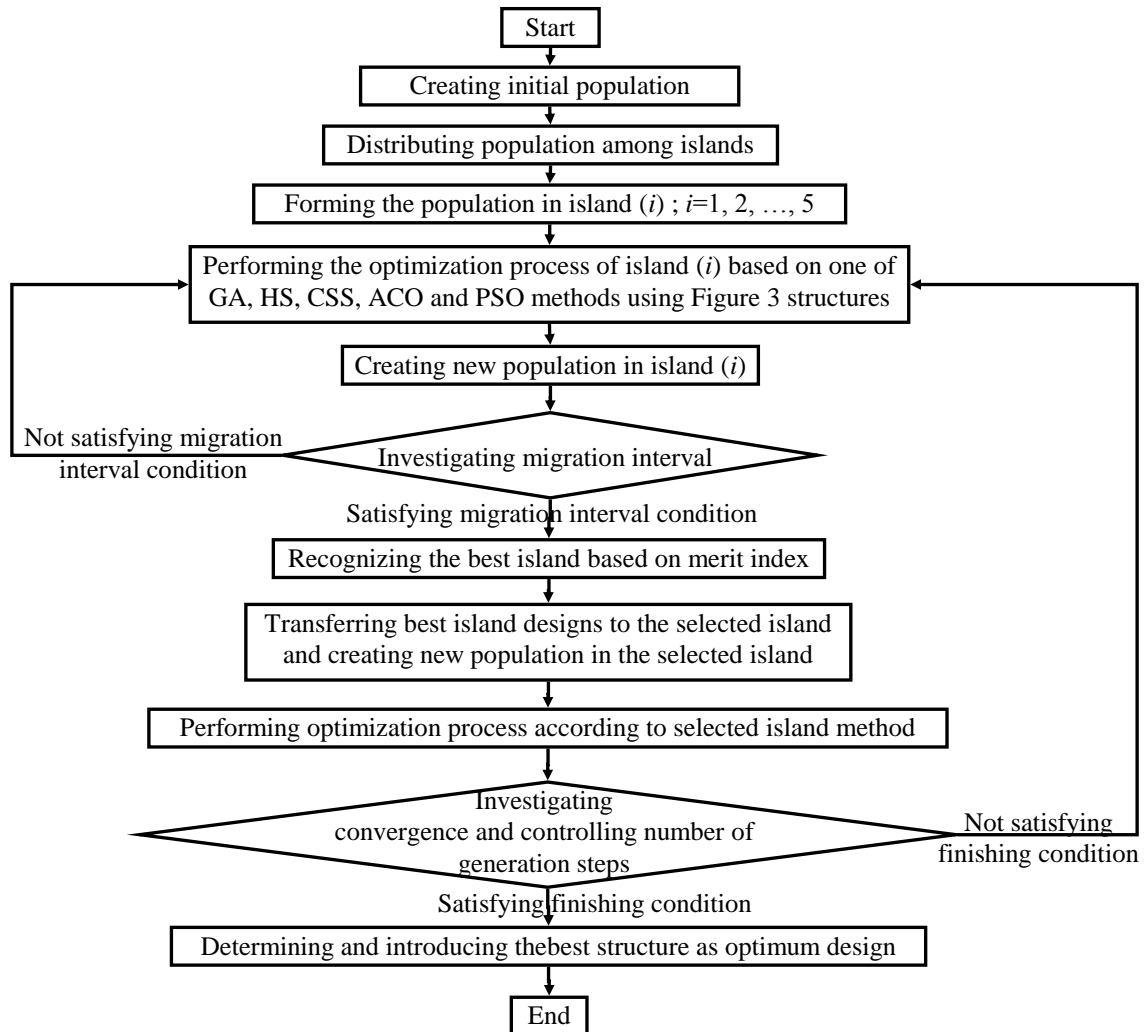 Start
Creating initial population
Distributing population among islands
Forming the population in island (i) ; i=1, 2, …, 5
Performing the optimization process of island (i) based on one of
GA, HS, CSS, ACO and PSO methods using Figure 3 structures
Creating new population in island (i)
Not satisfying migration
interval condition
Investigating migration interval
Satisfying migration interval condition
Recognizing the best island based on merit index
Transferring best island designs to the selected island
and creating new population in the selected island
Performing optimization process according to selected island method
Investigating
convergence and controlling number of
generation steps
Not satisfying
finishing condition
Satisfying finishing condition
Determining and introducing thebest structure as optimum design
End